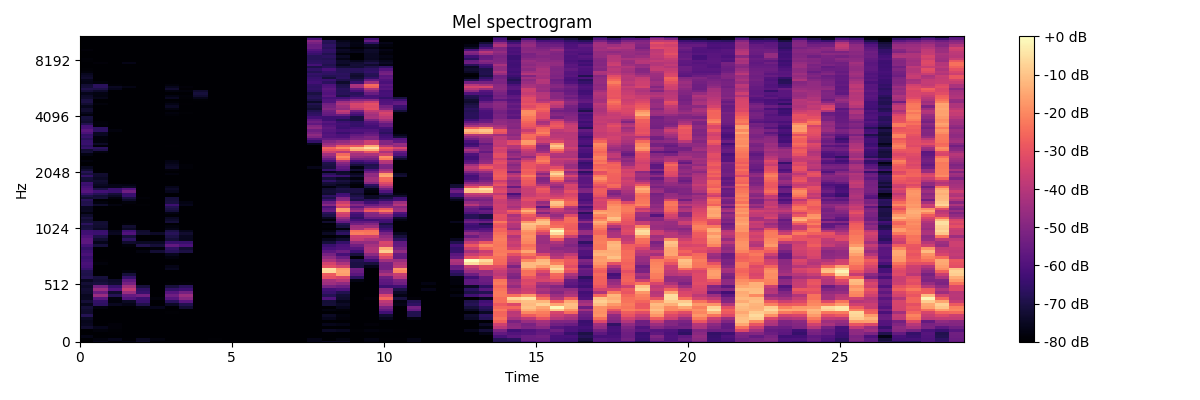 Mel spectrogram
8192
4096
2048
1024
512
0
Hz
0 5 10 15 20 25
Time
+0 dB
-10 dB
-20 dB
-30 dB
-40 dB
-50 dB
-60 dB
-70 dB
-80 dB